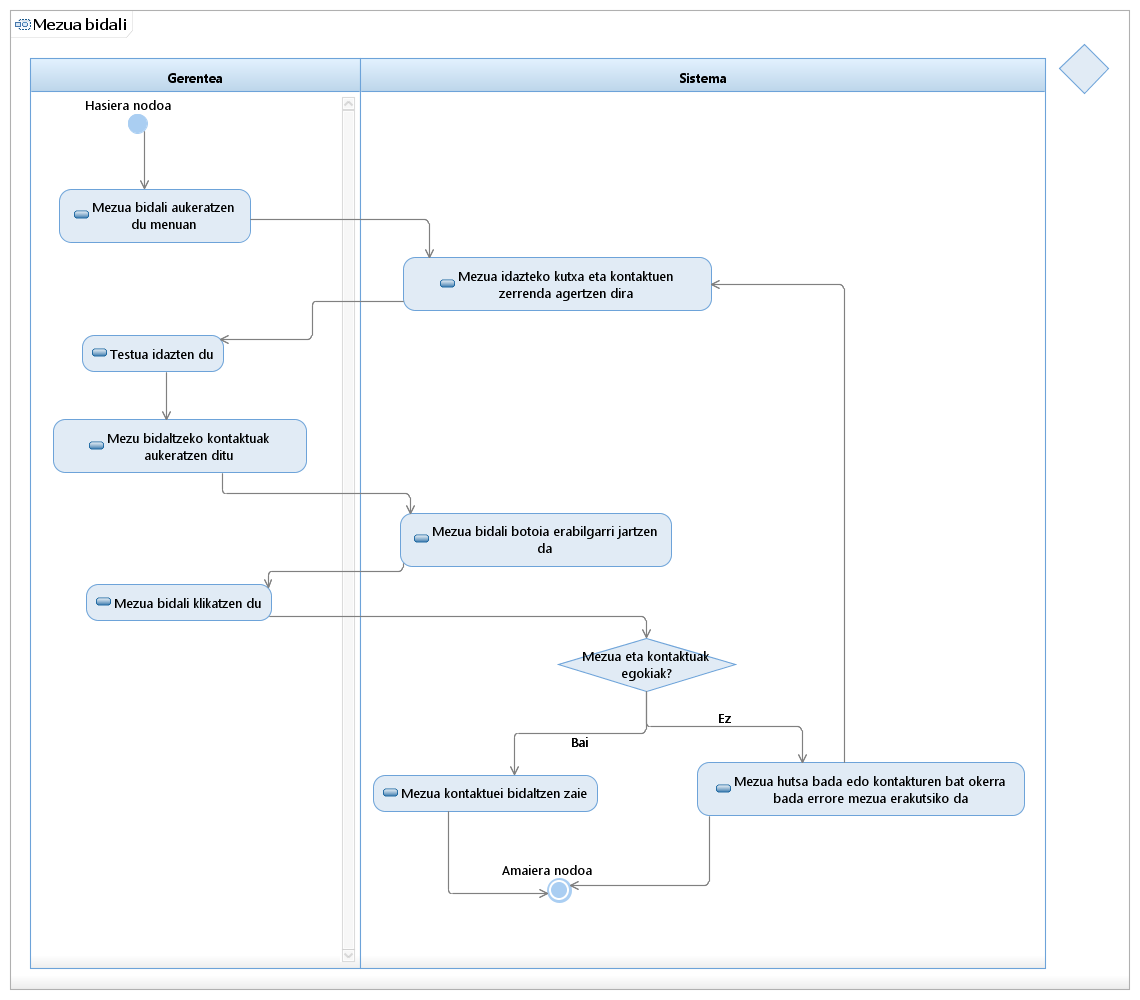 Mezua bidali
Gerentea
Sistema
Hasiera nodoa
Mezua bidali aukeratzen
du menuan
Mezua idazteko kutxa eta kontaktuen
zerrenda agertzen dira
Testua idazten du
Mezu bidaltzeko kontaktuak
aukeratzen ditu
Mezua bidali botoia erabilgarri jartzen
da
Mezua bidali klikatzen du
Mezua eta kontaktuak
egokiak?
Ez
Bai
Mezua hutsa bada edo kontakturen bat okerra
bada errore mezua erakutsiko da
Mezua kontaktuei bidaltzen zaie
Amaiera nodoa